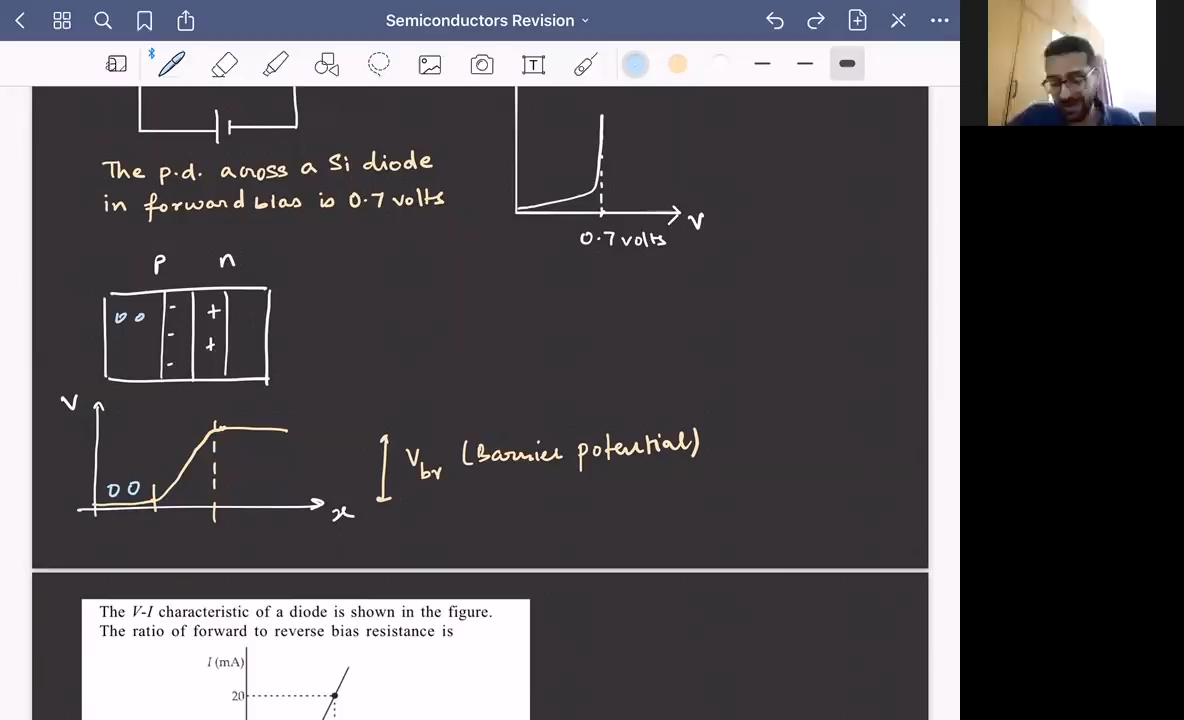 Semiconductors Revision
T
The p.d. across a Si diode
in forward bias is 0.7 volts
V
0.7 volts
p n
- +
- +
-
V
x
Vbr (Barrier potential)
The V-I characteristic of a diode is shown in the figure.
The ratio of forward to reverse bias resistance is
I (mA)
20